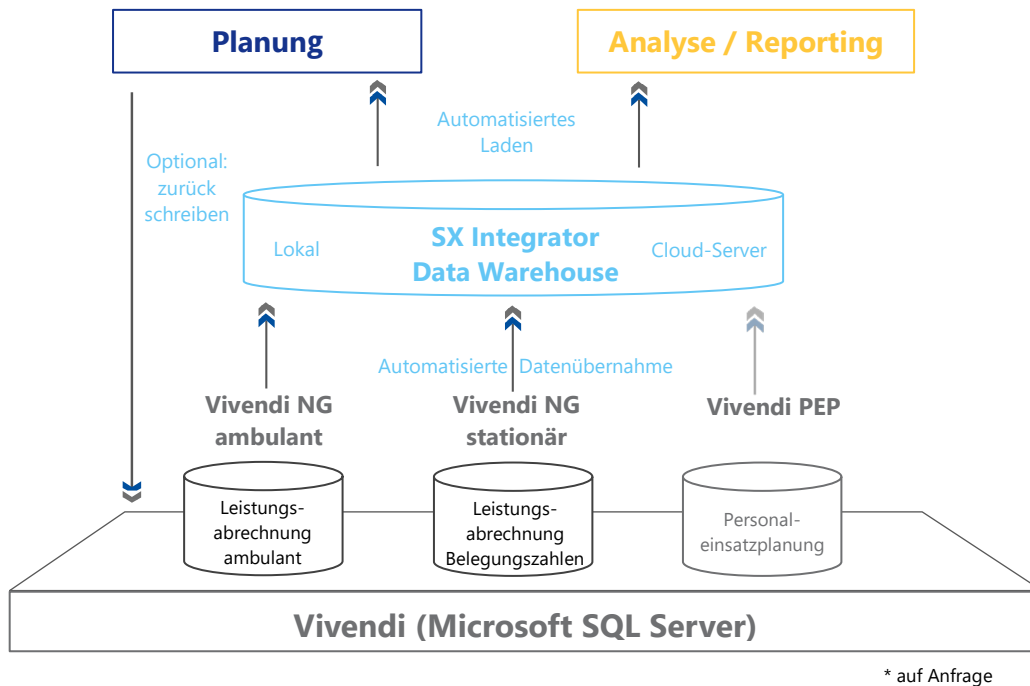 Planung
Analyse / Reporting
Automatisiertes
Laden
Optional:
zurück
schreiben
Lokal
SX Integrator
Data Warehouse
Cloud-Server
Automatisierte Datenübernahme
Vivendi NG
ambulant
Vivendi NG
stationär
Vivendi PEP
Leistungs-
abrechnung
ambulant
Leistungs-
abrechnung
Belegungszahlen
Personal-
einsatzplanung
Vivendi (Microsoft SQL Server)
* auf Anfrage